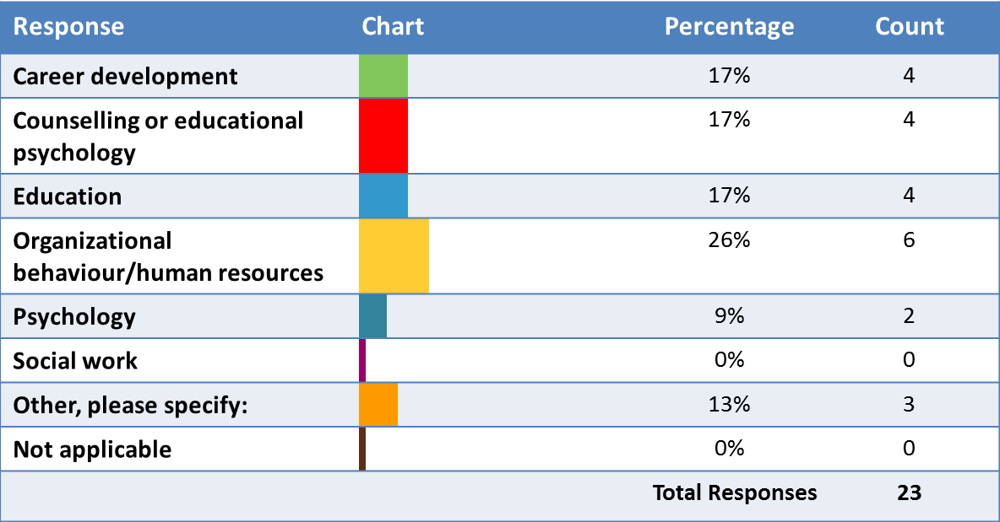 Response Chart Percentage Count
Career development 17% 4
Counselling or educational 17% 4
psychology
Education 17% 4
Organizational 26% 6
behaviour/human resources
Psychology 9% 2
Social work 0% 0
Other, please specify: 13% 3
Not applicable 0% 0
Total Responses 23